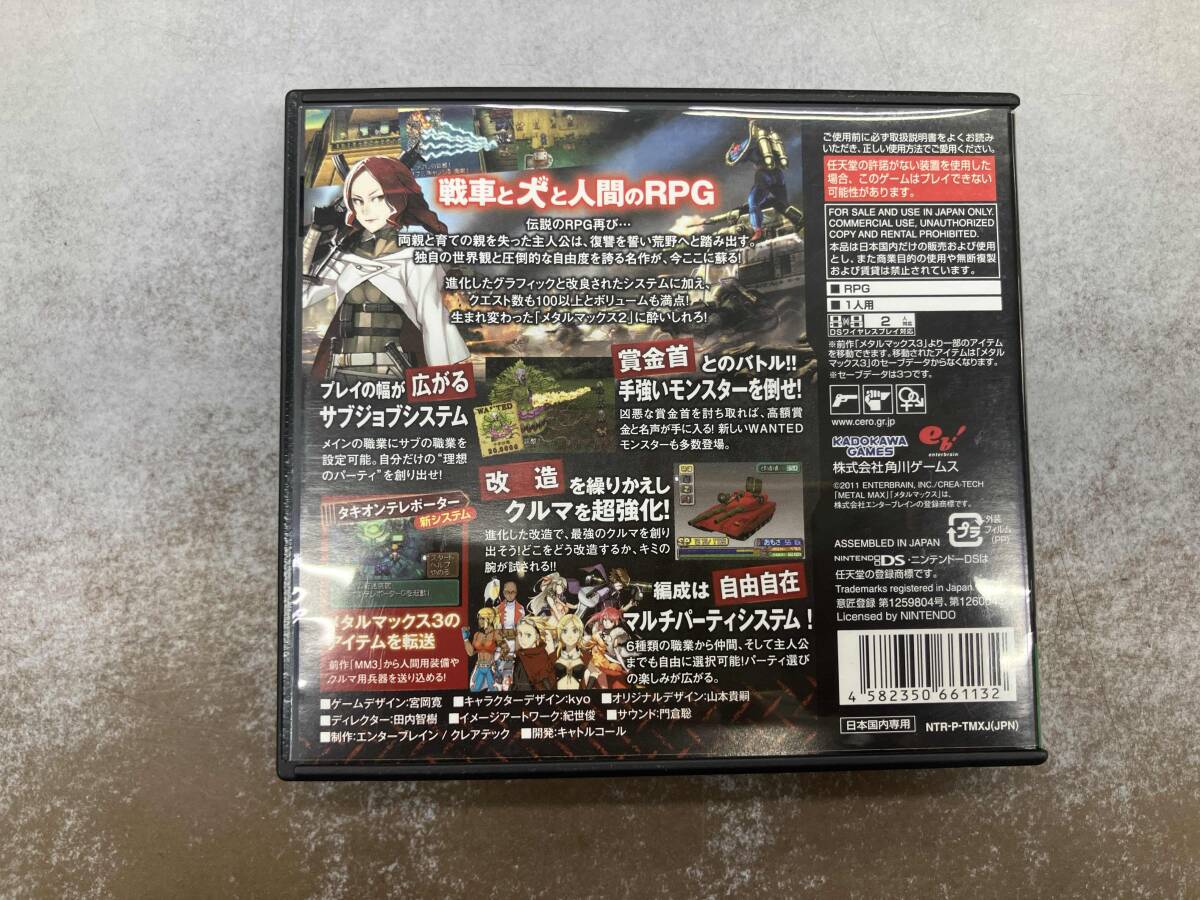 戦車と犬と人間のRPG
伝説のRPG再び…
両親と育ての親を失った主人公は、復讐を誓い荒野へと踏み出す。
独自の世界観と圧倒的な自由度を誇る名作が、今ここに蘇る!
進化したグラフィックと改良されたシステムに加え、
クエスト数も100以上とボリュームも満点!
生まれ変わった「メタルマックス2」に酔いしれろ!
プレイの幅が 広がる
サブジョブシステム
メインの職業にサブの職業を
設定可能。自分だけの“理想
のパーティ”を創り出せ!
WANTED
賞金首 とのバトル!!
手強いモンスターを倒せ!
凶悪な賞金首を討ち取れば、高額賞
金と名声が手に入る! 新しいWANTED
モンスターも多数登場。
改造 を繰りかえし
クルマを超強化!
進化した改造で、最強のクルマを創り
出そう!どこをどう改造するか、キミの
腕が試される!!
タキオンテレポーター
新システム
スタート
ヘルプ
やめる
メタルマックス3の
アイテムを転送
前作「MM3」から人間用装備や
クルマ用兵器を送り込める!
編成は 自由自在
マルチパーティシステム!
6種類の職業から仲間、そして主人公
までも自由に選択可能!パーティ選び
の楽しみが広がる。
■ゲームデザイン:宮岡寛 ■キャラクターデザイン:kyo ■オリジナルデザイン:山本貴嗣
■ディレクター:田内智樹 ■イメージアートワーク:紀世俊 ■サウンド:門倉聡
■制作:エンターブレイン / クレアテック ■開発:キャトルコール
ご使用前に必ず取扱説明書をよくお読み
いただき、正しい使用方法でご愛用ください。
任天堂の許諾がない装置を使用した
場合、このゲームはプレイできない
可能性があります。
FOR SALE AND USE IN JAPAN ONLY.
COMMERCIAL USE, UNAUTHORIZED
COPY AND RENTAL PROHIBITED.
本品は日本国内だけの販売および使用
とし、また商業目的の使用や無断複製
および賃貸は禁止されています。
■RPG
■1人用
2人対応
DSワイヤレスプレイ対応
※前作「メタルマックス3」より一部のアイテム
を移動できます。移動されたアイテムは「メタル
マックス3」のセーブデータからなくなります。
※セーブデータは3つです。
www.cero.gr.jp
KADOKAWA
GAMES
eb!
enterbrain
株式会社角川ゲームス
©2011 ENTERBRAIN, INC./CREA-TECH
「METAL MAX」「メタルマックス」は、
株式会社エンターブレインの登録商標です。
プラ
外装
フィルム
(PP)
ASSEMBLED IN JAPAN
NINTENDO DS・ニンテンドーDSは
任天堂の登録商標です。
Trademarks registered in Japan
意匠登録 第1259804号、第12600
Licensed by NINTENDO
4 582350 661132
日本国内専用
NTR-P-TMXJ(JPN)